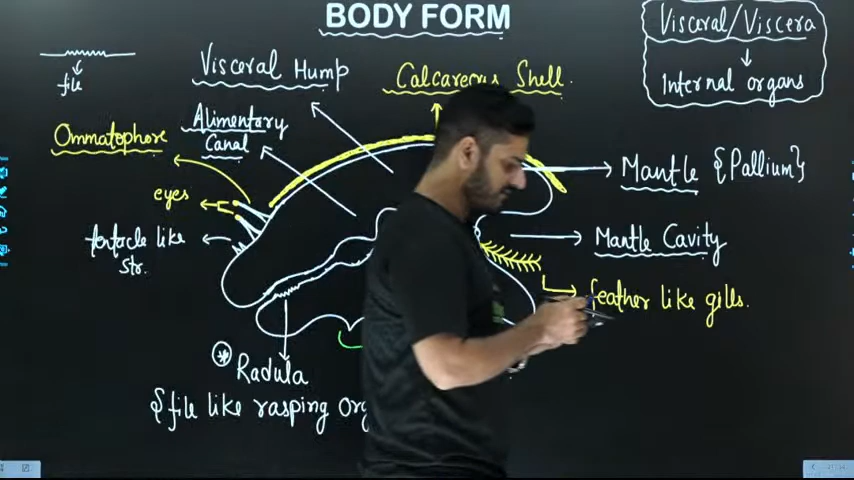 BODY FORM
Visceral/Viscera
Internal organs
file
Visceral Hump
Calcareous Shell.
Alimentary
Canal
Ommatophore
eyes
tentacle like
str.
Mantle {Pallium}
Mantle Cavity
feather like gills.
Radula
{file like rasping Org